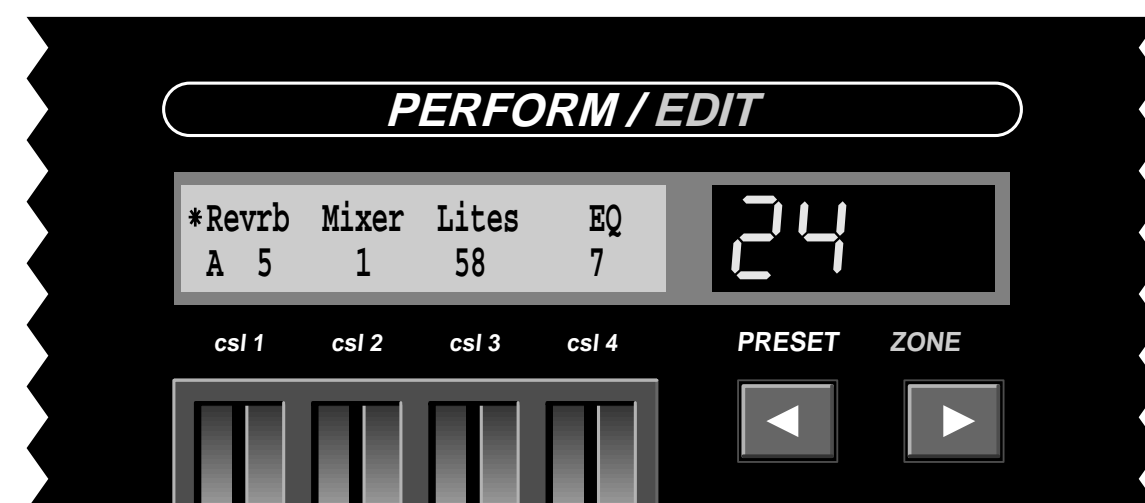 PERFORM / EDIT
*Revrb Mixer Lites EQ
A 5 1 58 7
24
csl 1 csl 2 csl 3 csl 4
PRESET ZONE